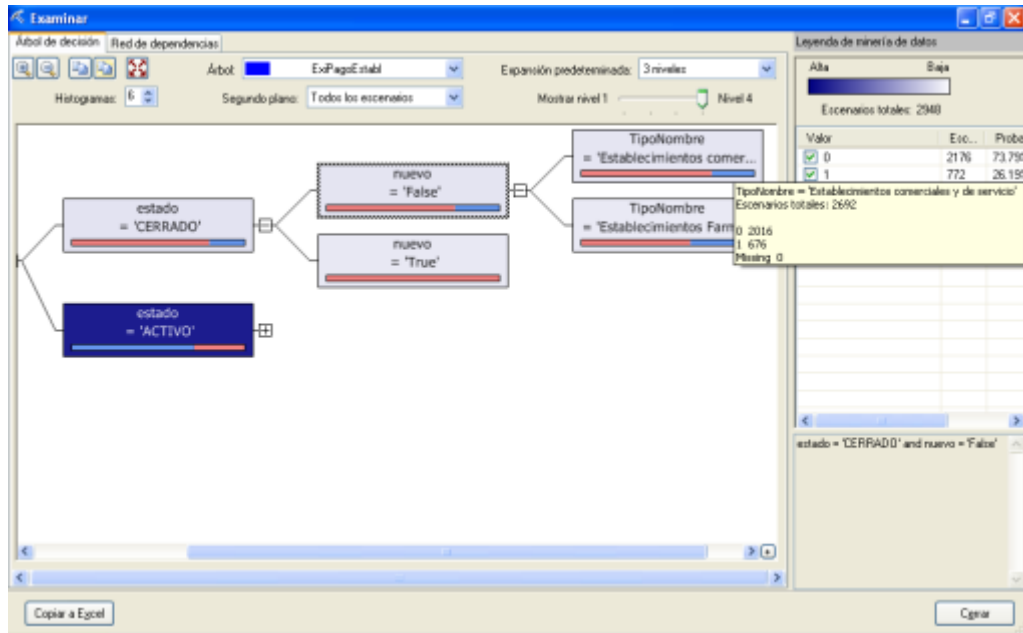 Examinar
Árbol de decisión Red de dependencias
Árbol: ExiPagoEstabl Expansión predeterminada: 3 niveles
Histogramas: 6 Segundo plano: Todos los escenarios Mostrar nivel 1 Nivel 4
Leyenda de minería de datos
Alta Baja
Escenarios totales: 2948
Valor Esc... Proba
0 2176
1 772
TipoNombre
= 'Establecimientos comer...
nuevo
= 'False'
TipoNombre
= 'Establecimientos Farm
estado
= 'CERRADO'
nuevo
= 'True'
estado
= 'ACTIVO'
TipoNombre = 'Establecimientos comerciales y de servicio'
Escenarios totales: 2692
0 2016
1 676
Missing 0
estado = 'CERRADO' and nuevo = 'False'
Copiar a Excel
Cerrar